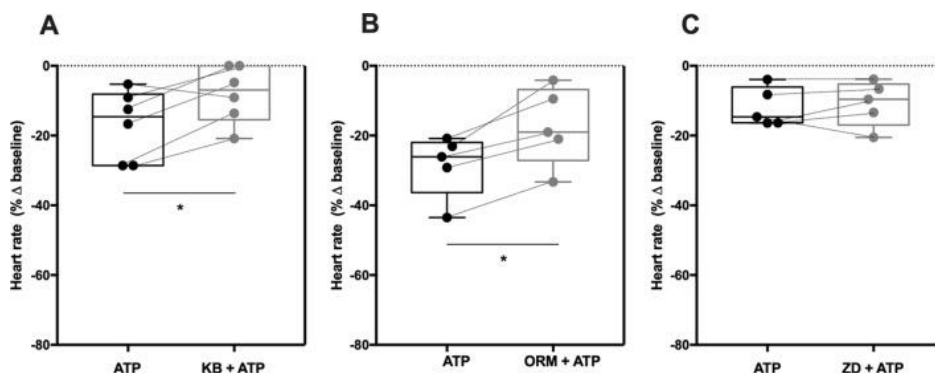 A
Heart rate (% Δ baseline)
0
-20
-40
-60
-80
*
ATP
KB + ATP
B
Heart rate (% Δ baseline)
0
-20
-40
-60
-80
*
ATP
ORM + ATP
C
Heart rate (% Δ baseline)
0
-20
-40
-60
-80
ATP
ZD + ATP